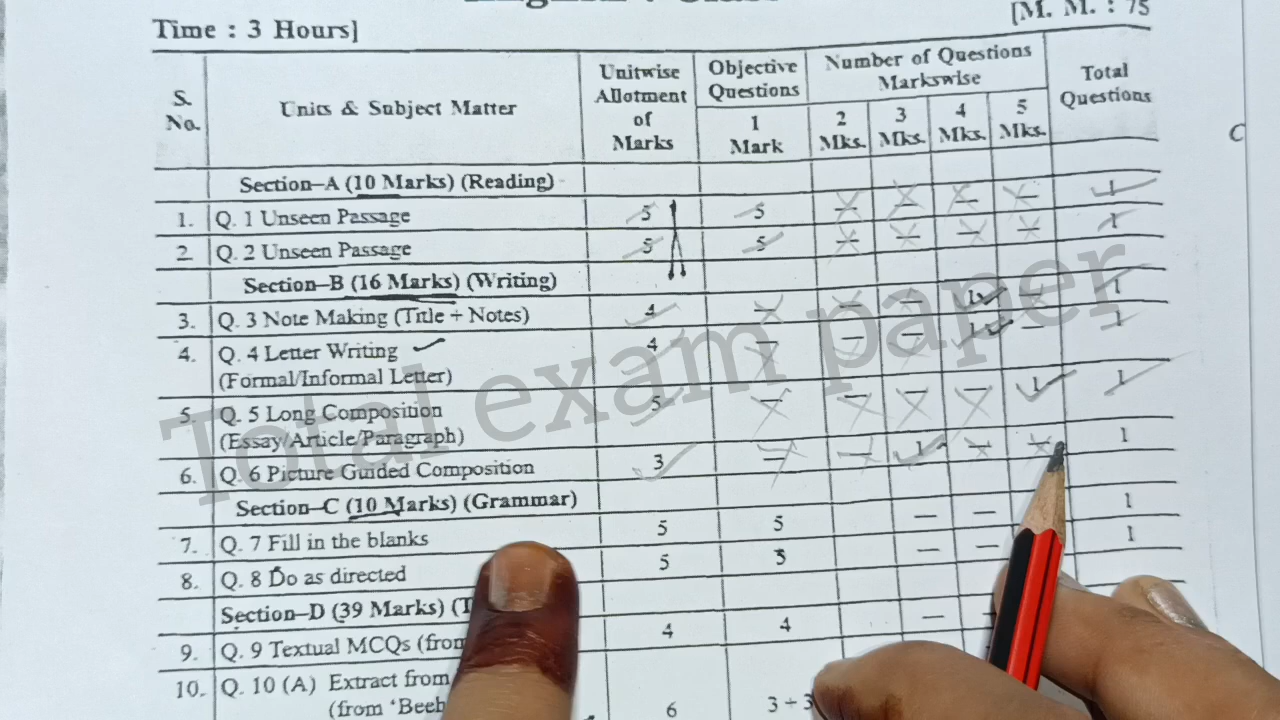 Time : 3 Hours]
[M. M. : 75
S. No.
Units & Subject Matter
Unitwise Allotment of Marks
Objective Questions
1 Mark
Number of Questions Markswise
2 Mks.
3 Mks.
4 Mks.
5 Mks.
Total Questions
Section–A (10 Marks) (Reading)
1. Q. 1 Unseen Passage 5 5 — — — — 1
2 Q. 2 Unseen Passage 5 5 — — — — 1
Section–B (16 Marks) (Writing)
3. Q. 3 Note Making (Title + Notes) 4 — — — 1 — 1
4. Q. 4 Letter Writing 4 — — — 1 — 1
(Formal/Informal Letter)
5. Q. 5 Long Composition 5 — — — — 1 1
(Essay/Article/Paragraph)
6. Q. 6 Picture Guided Composition 3 — — 1 — — 1
Section–C (10 Marks) (Grammar)
7. Q. 7 Fill in the blanks 5 5 — — 1
8. Q. 8 Do as directed 5 5 — — 1
Section–D (39 Marks)
9. Q. 9 Textual MCQs 4 4 —
10. Q. 10 (A) Extract from 6 3 + 3
Total exam paper
C